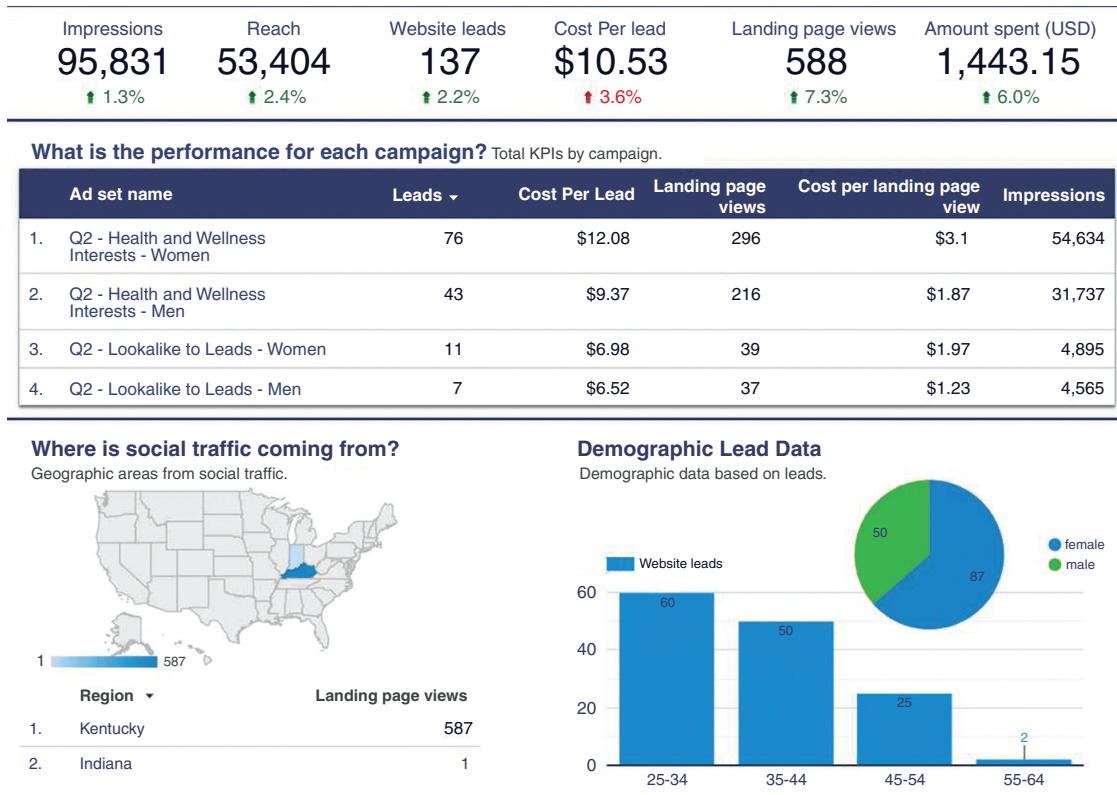 Impressions Reach Website leads Cost Per lead Landing page views Amount spent (USD)
95,831 53,404 137 $10.53 588 1,443.15
⬆ 1.3% ⬆ 2.4% ⬆ 2.2% ⬆ 3.6% ⬆ 7.3% ⬆ 6.0%
What is the performance for each campaign? Total KPIs by campaign.
Ad set name Leads Cost Per Lead Landing page views Cost per landing page view Impressions
1. Q2 - Health and Wellness Interests - Women 76 $12.08 296 $3.1 54,634
2. Q2 - Health and Wellness Interests - Men 43 $9.37 216 $1.87 31,737
3. Q2 - Lookalike to Leads - Women 11 $6.98 39 $1.97 4,895
4. Q2 - Lookalike to Leads - Men 7 $6.52 37 $1.23 4,565
Where is social traffic coming from?
Geographic areas from social traffic.
1 587
Region Landing page views
1. Kentucky 587
2. Indiana 1
Demographic Lead Data
Demographic data based on leads.
50
87
female
male
Website leads
60
40
20
0
60
50
25
2
25-34 35-44 45-54 55-64